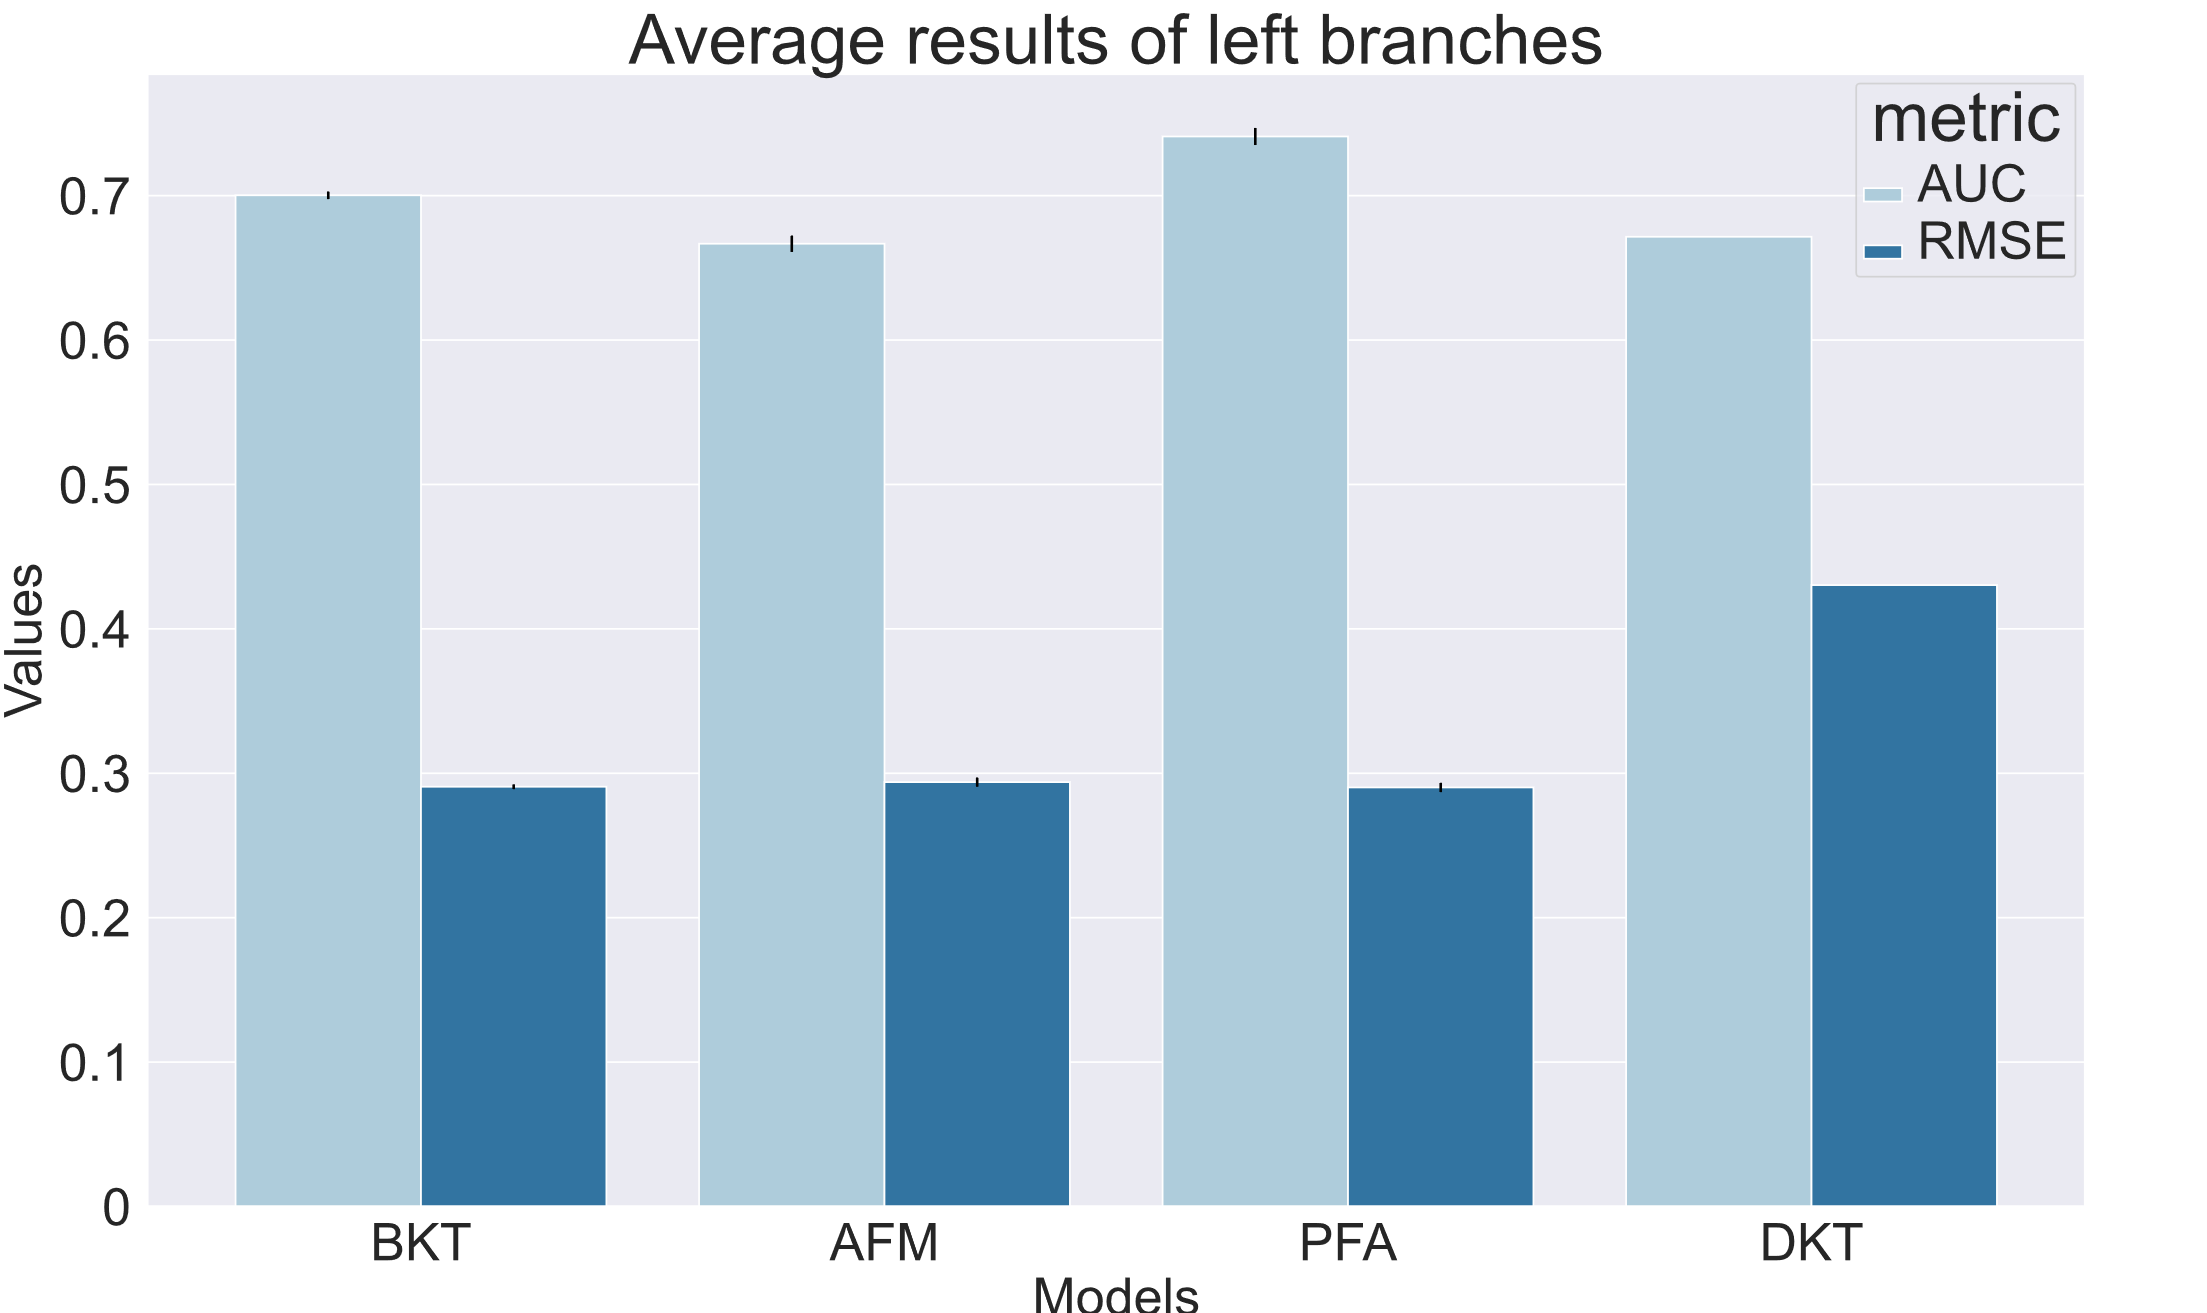 Average results of left branches
metric
AUC
RMSE
0.7
0.6
0.5
0.4
0.3
0.2
0.1
0
Values
BKT AFM PFA DKT
Models